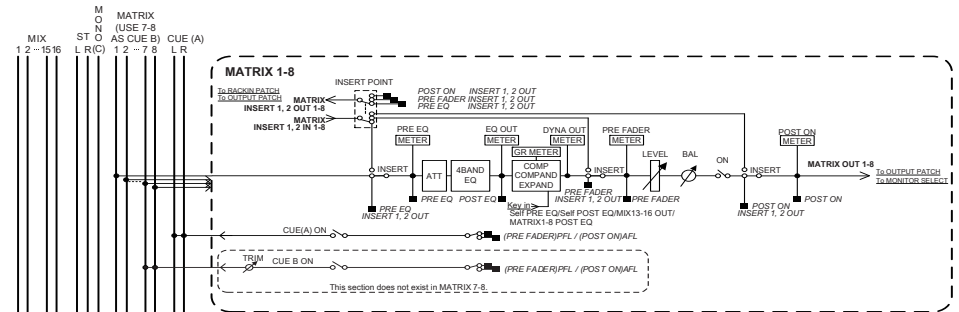 M
O
N
O
(C)
MIX
1 2 ··· 15 16
ST
L R
MATRIX
(USE 7-8
AS CUE B)
1 2 ··· 7 8
CUE (A)
L R
MATRIX 1-8
INSERT POINT
To RACKIN PATCH
To OUTPUT PATCH
MATRIX
INSERT 1, 2 OUT 1-8
MATRIX
INSERT 1, 2 IN 1-8
POST ON INSERT 1, 2 OUT
PRE FADER INSERT 1, 2 OUT
PRE EQ INSERT 1, 2 OUT
PRE EQ
METER
EQ OUT
METER
DYNA OUT
METER
PRE FADER
METER
POST ON
METER
GR METER
INSERT
ATT
4BAND
EQ
COMP
COMPAND
EXPAND
INSERT
LEVEL
BAL
ON
INSERT
MATRIX OUT 1-8
To OUTPUT PATCH
To MONITOR SELECT
PRE EQ
INSERT 1, 2 OUT
PRE EQ
POST EQ
Key in
Self PRE EQ/Self POST EQ/MIX13-16 OUT/
MATRIX1-8 POST EQ
PRE FADER
INSERT 1, 2 OUT
PRE FADER
POST ON
INSERT 1, 2 OUT
POST ON
CUE(A) ON
(PRE FADER)PFL / (POST ON)AFL
TRIM
CUE B ON
(PRE FADER)PFL / (POST ON)AFL
This section does not exist in MATRIX 7-8.